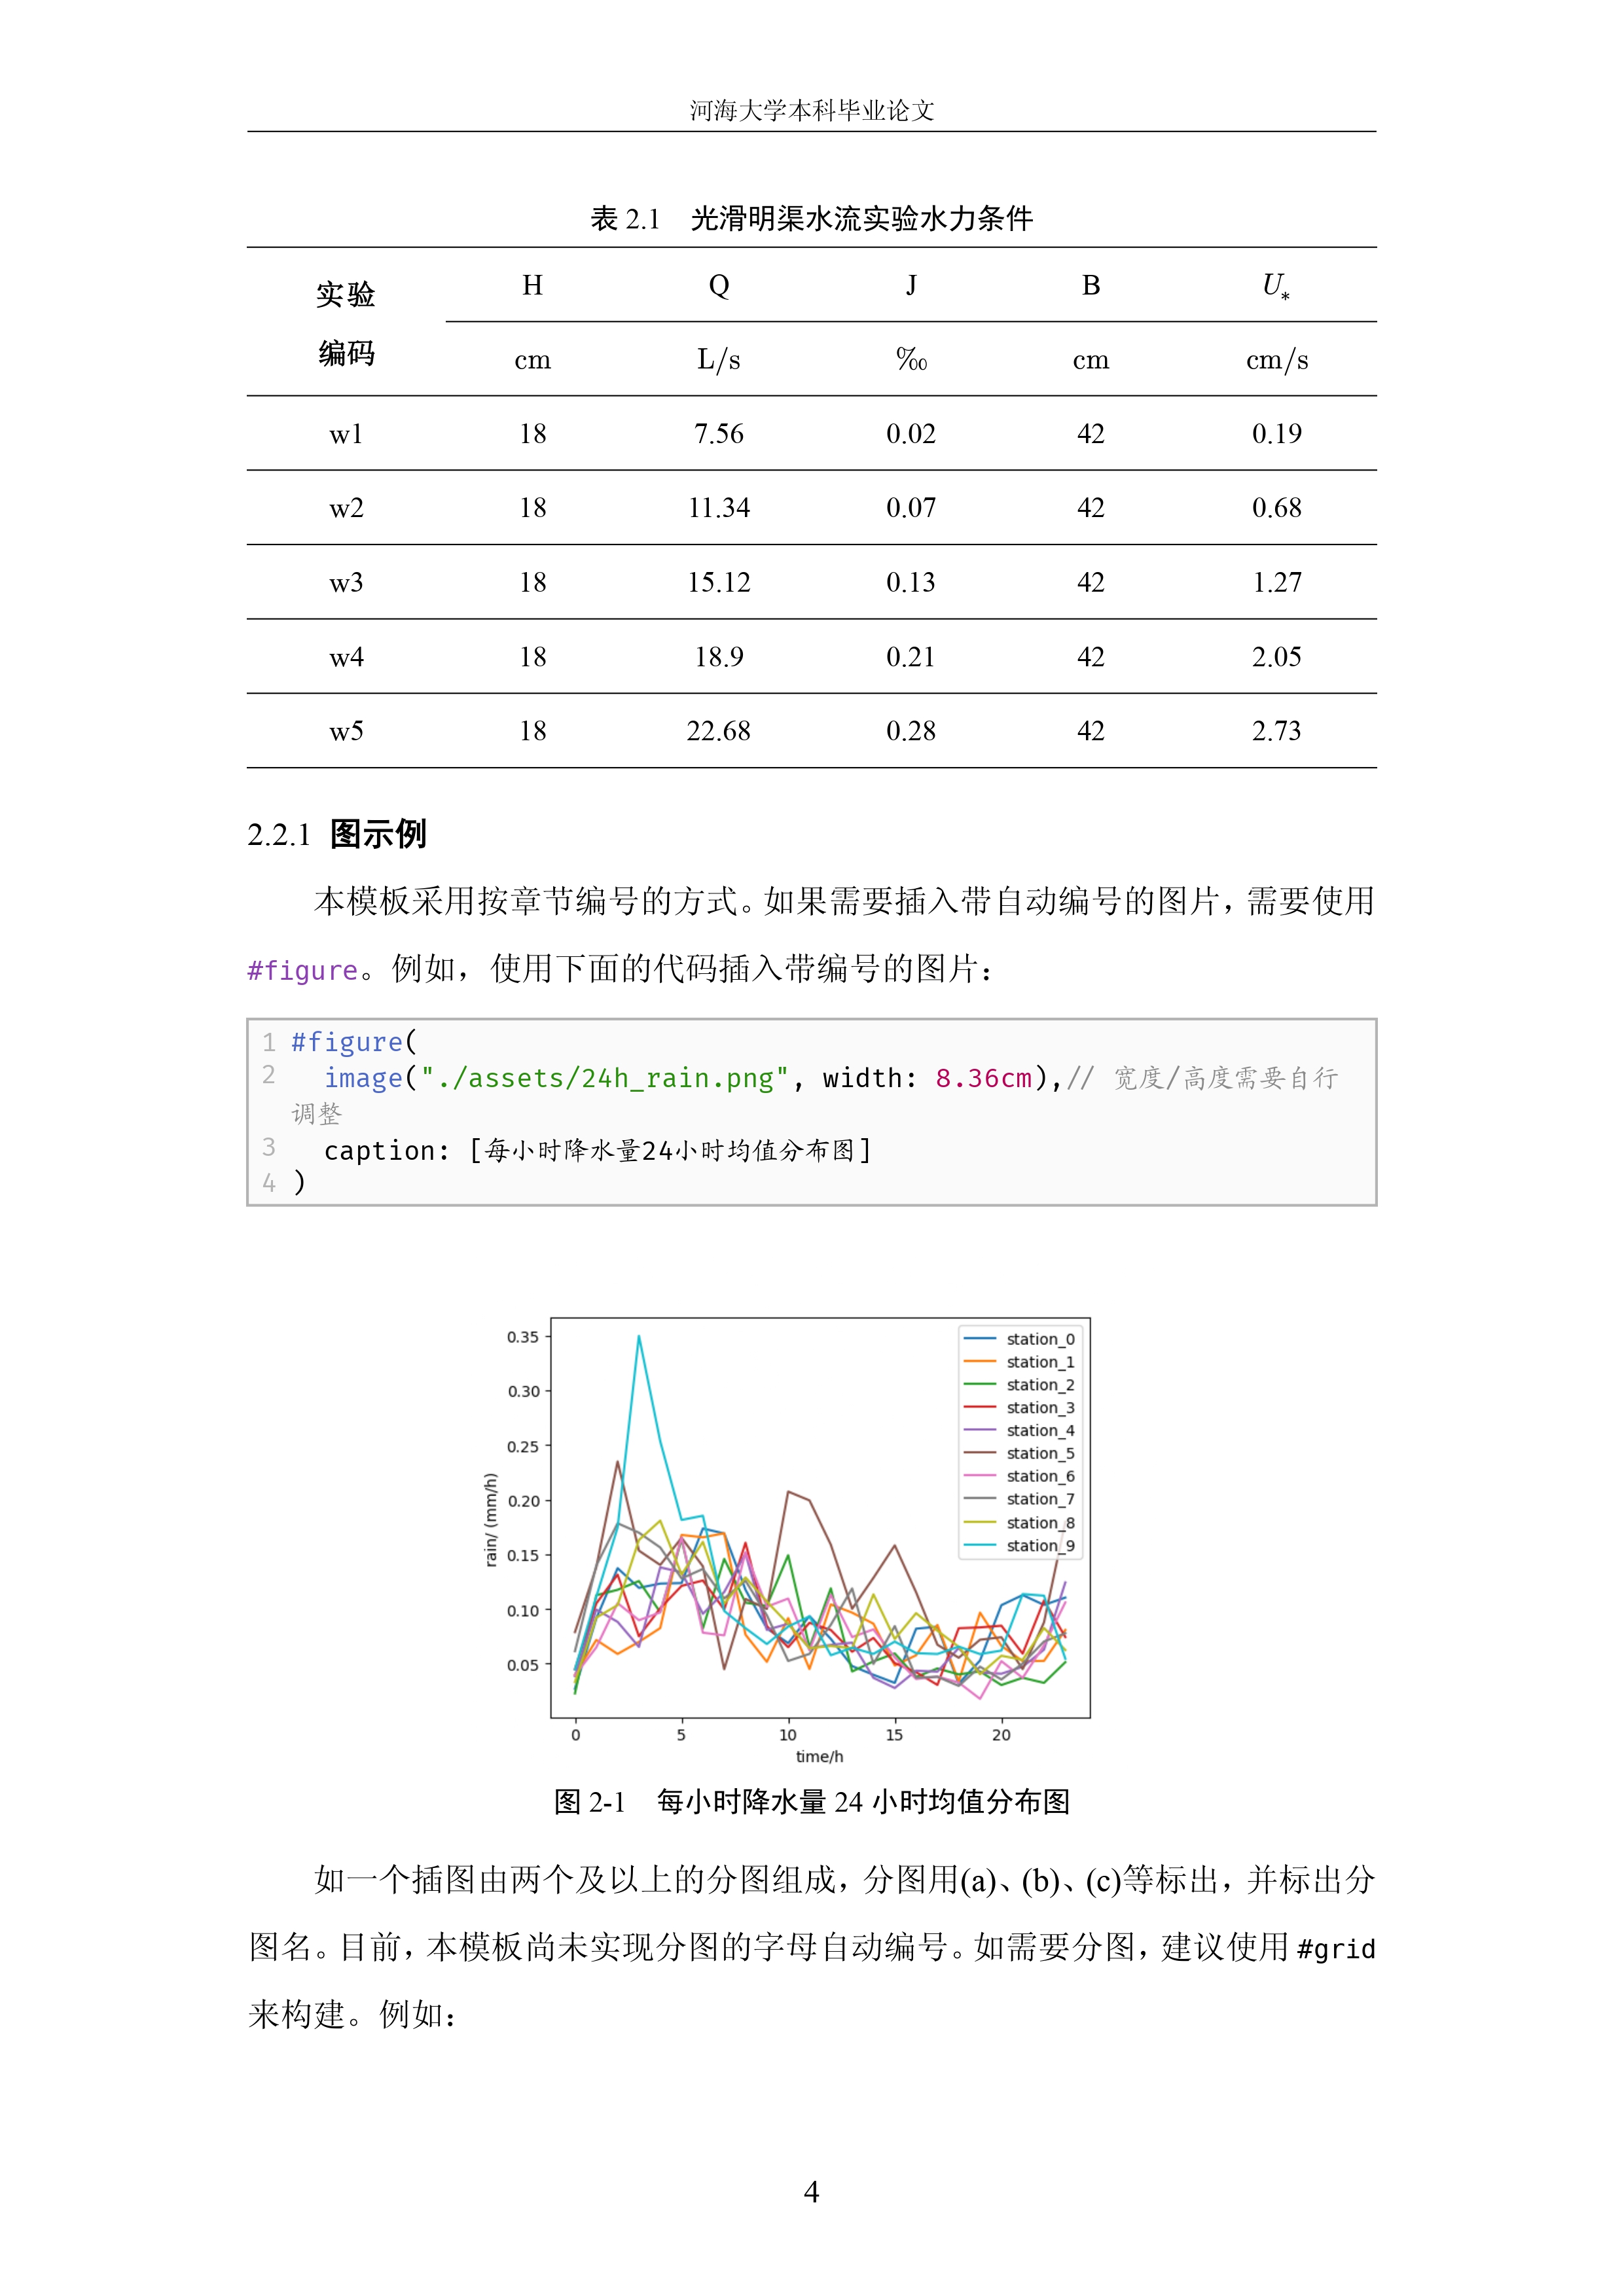 河海大学本科毕业论文
表 2.1 光滑明渠水流实验水力条件
实验编码 H Q J B U*
cm L/s ‰ cm cm/s
w1 18 7.56 0.02 42 0.19
w2 18 11.34 0.07 42 0.68
w3 18 15.12 0.13 42 1.27
w4 18 18.9 0.21 42 2.05
w5 18 22.68 0.28 42 2.73
2.2.1 图示例
本模板采用按章节编号的方式。如果需要插入带自动编号的图片，需要使用
#figure。例如，使用下面的代码插入带编号的图片：
1 #figure(
2 image("./assets/24h_rain.png", width: 8.36cm),// 宽度/高度需要自行
调整
3 caption: [每小时降水量24小时均值分布图]
4 )
0.35
0.30
0.25
0.20
0.15
0.10
0.05
rain/ (mm/h)
station_0
station_1
station_2
station_3
station_4
station_5
station_6
station_7
station_8
station_9
0 5 10 15 20
time/h
图 2-1 每小时降水量 24 小时均值分布图
如一个插图由两个及以上的分图组成，分图用(a)、(b)、(c)等标出，并标出分
图名。目前，本模板尚未实现分图的字母自动编号。如需要分图，建议使用 #grid
来构建。例如：
4